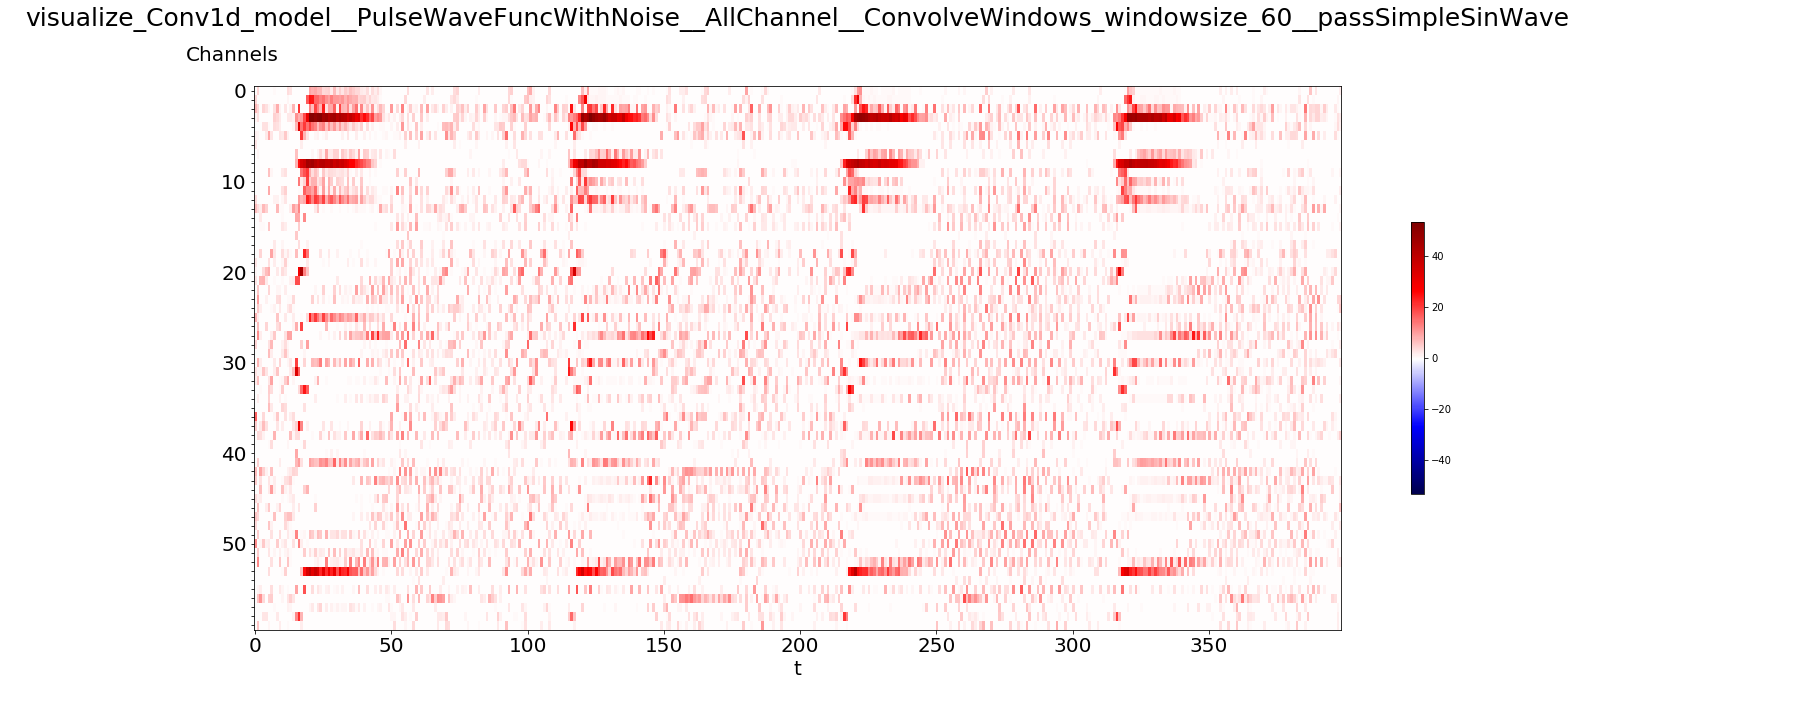 visualize_Conv1d_model__PulseWaveFuncWithNoise__AllChannel__ConvolveWindows_windowsize_60__passSimpleSinWave
Channels
0
10
20
30
40
50
0 50 100 150 200 250 300 350
t
40
20
0
−20
−40